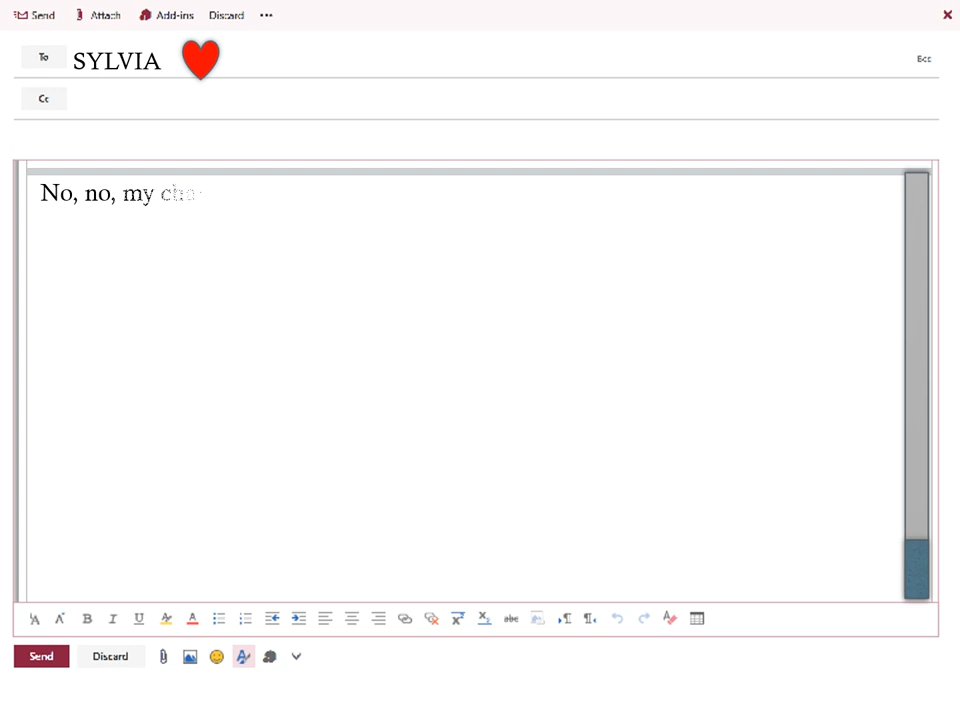 Send Attach Add-ins Discard
To SYLVIA Bcc
Cc
No, no, my
Send Discard